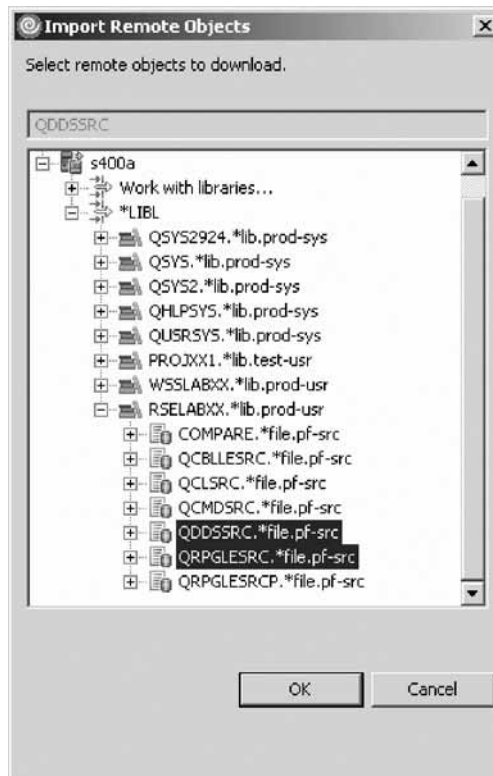 Import Remote Objects
Select remote objects to download.
QDDSSRC
s400a
Work with libraries...
*LIBL
QSYS2924.*lib.prod-sys
QSYS.*lib.prod-sys
QSYS2.*lib.prod-sys
QHLPSYS.*lib.prod-sys
QUSRSYS.*lib.prod-sys
PROJXX1.*lib.test-usr
WSSLABXX.*lib.prod-usr
RSELABXX.*lib.prod-usr
COMPARE.*file.pf-src
QCBLLESRC.*file.pf-src
QCLSRC.*file.pf-src
QCMDSRC.*file.pf-src
QDDSSRC.*file.pf-src
QRPGLESRC.*file.pf-src
QRPGLESRCP.*file.pf-src
OK Cancel